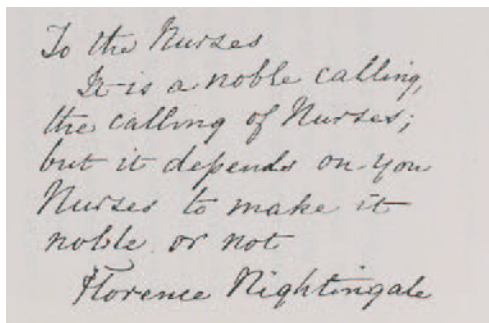 To the Nurses
It is a noble calling,
the calling of Nurses;
but it depends on you
Nurses to make it
noble or not
Florence Nightingale